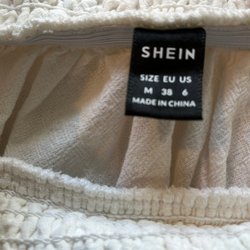 SHEIN
SIZE EU US
M 38 6
MADE IN CHINA